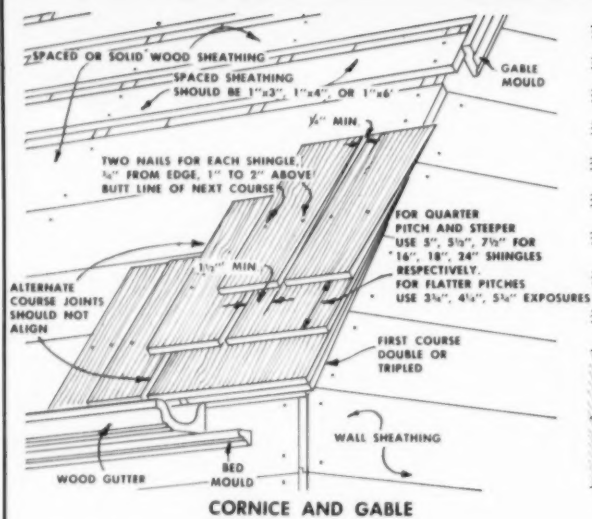 SPACED OR SOLID WOOD SHEATHING
SPACED SHEATHING
SHOULD BE 1"x3", 1"x4", OR 1"x6'
GABLE
MOULD
¼" MIN.
TWO NAILS FOR EACH SHINGLE,
¾" FROM EDGE, 1" TO 2" ABOVE
BUTT LINE OF NEXT COURSE
FOR QUARTER
PITCH AND STEEPER
USE 5", 5½", 7½" FOR
16", 18", 24" SHINGLES
RESPECTIVELY.
FOR FLATTER PITCHES
USE 3¾", 4¼", 5¾" EXPOSURES
1½" MIN.
ALTERNATE
COURSE JOINTS
SHOULD NOT
ALIGN
FIRST COURSE
DOUBLE OR
TRIPLED
WALL SHEATHING
WOOD GUTTER
BED
MOULD
CORNICE AND GABLE